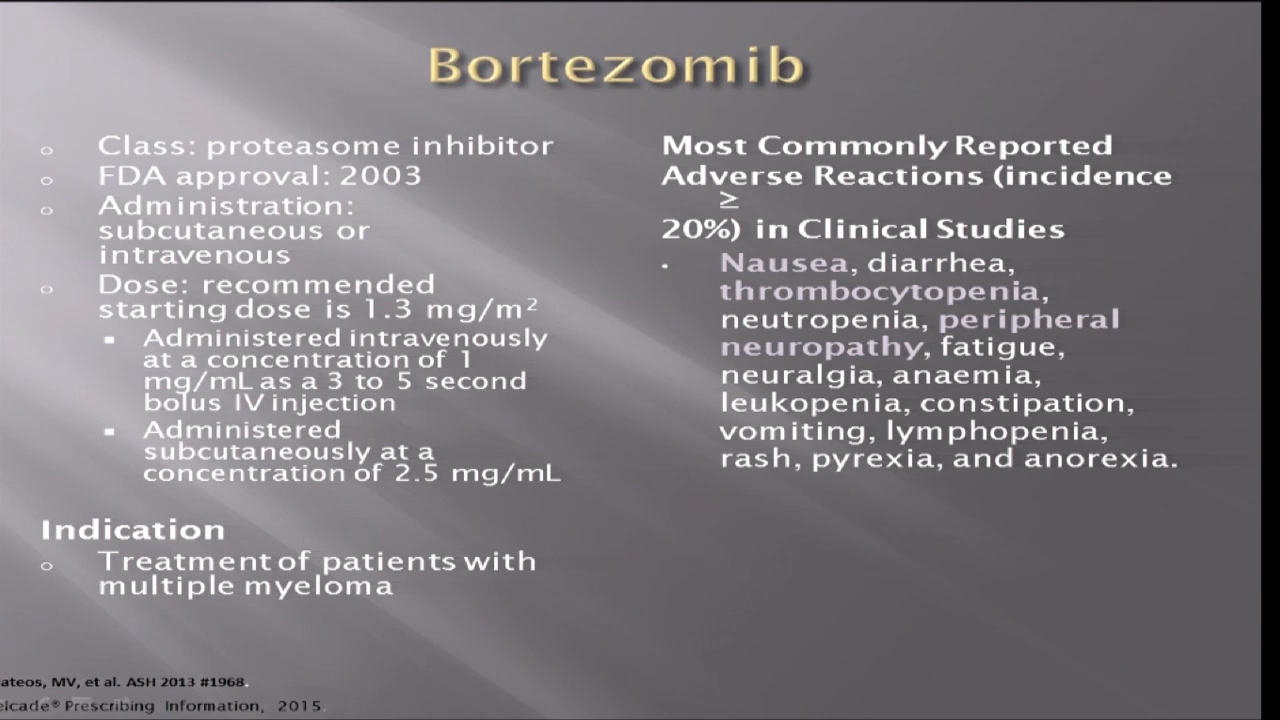 Bortezomib
Class: proteasome inhibitor
FDA approval: 2003
Administration:
subcutaneous or
intravenous
Dose: recommended
starting dose is 1.3 mg/m²
Administered intravenously
at a concentration of 1
mg/mL as a 3 to 5 second
bolus IV injection
Administered
subcutaneously at a
concentration of 2.5 mg/mL
Indication
Treatment of patients with
multiple myeloma
Most Commonly Reported
Adverse Reactions (incidence
≥
20%) in Clinical Studies
Nausea, diarrhea,
thrombocytopenia,
neutropenia, peripheral
neuropathy, fatigue,
neuralgia, anaemia,
leukopenia, constipation,
vomiting, lymphopenia,
rash, pyrexia, and anorexia.
ateos, MV, et al. ASH 2013 #1968.
elcade® Prescribing Information, 2015.